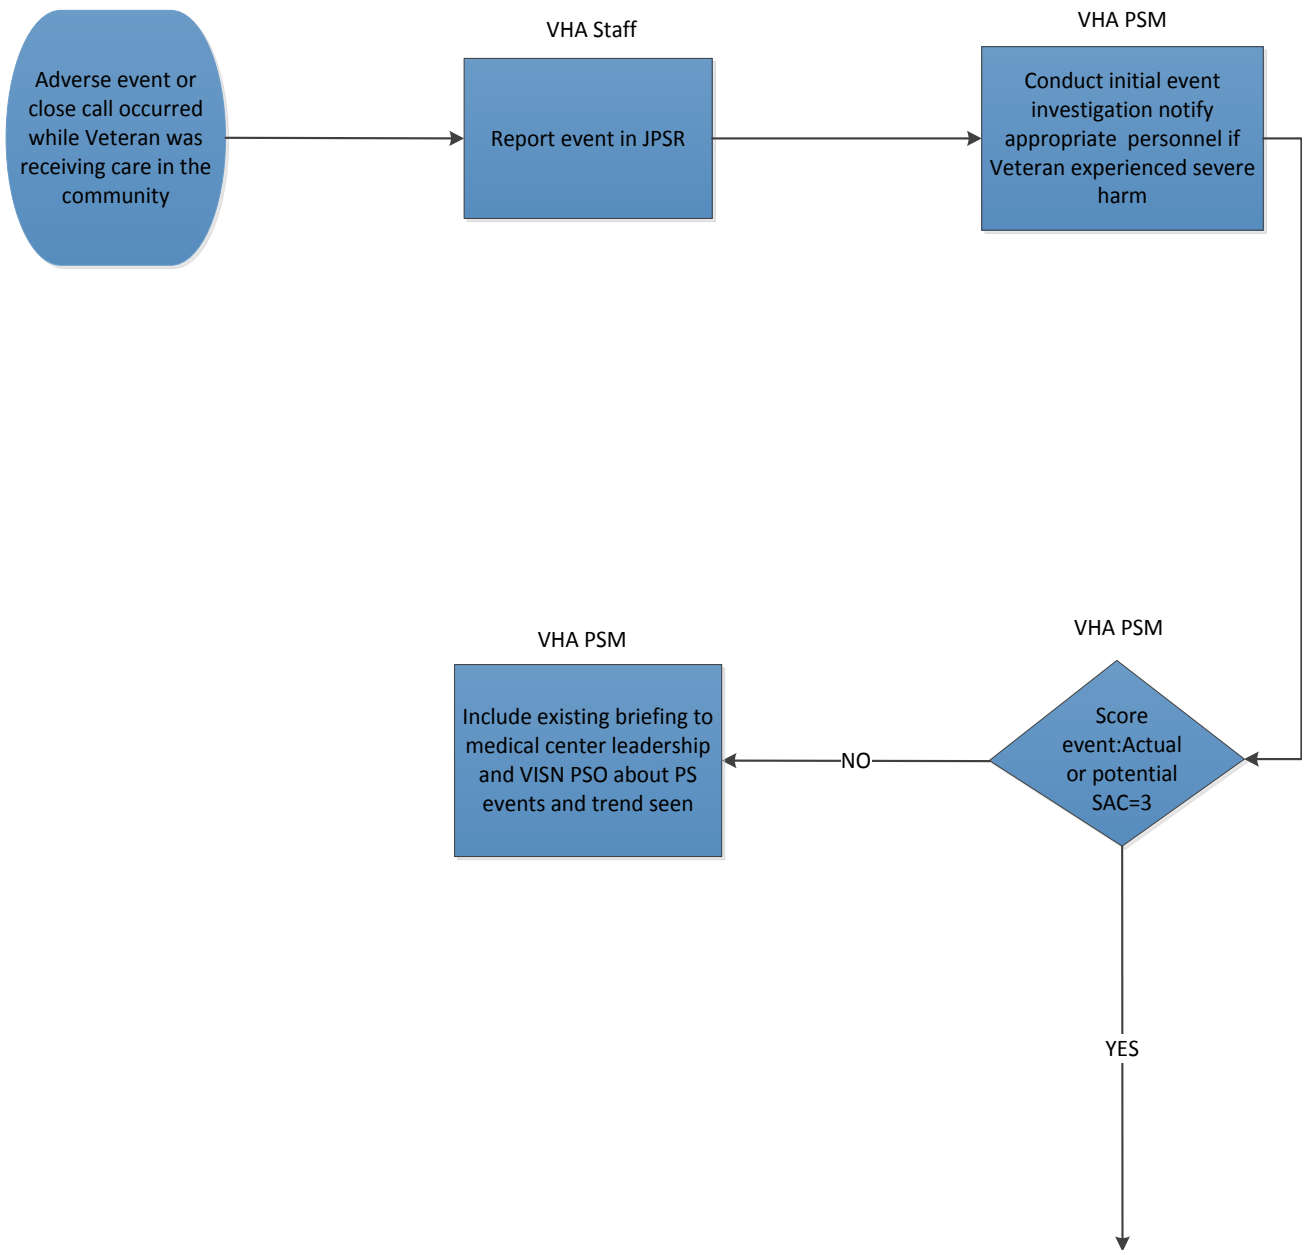 Adverse event or
close call occurred
while Veteran was
receiving care in the
community
VHA Staff
Report event in JPSR
VHA PSM
Conduct initial event
investigation notify
appropriate  personnel if
Veteran experienced severe
harm
VHA PSM
Score
event:Actual
or potential
SAC=3
NO
VHA PSM
Include existing briefing to
medical center leadership
and VISN PSO about PS
events and trend seen
YES